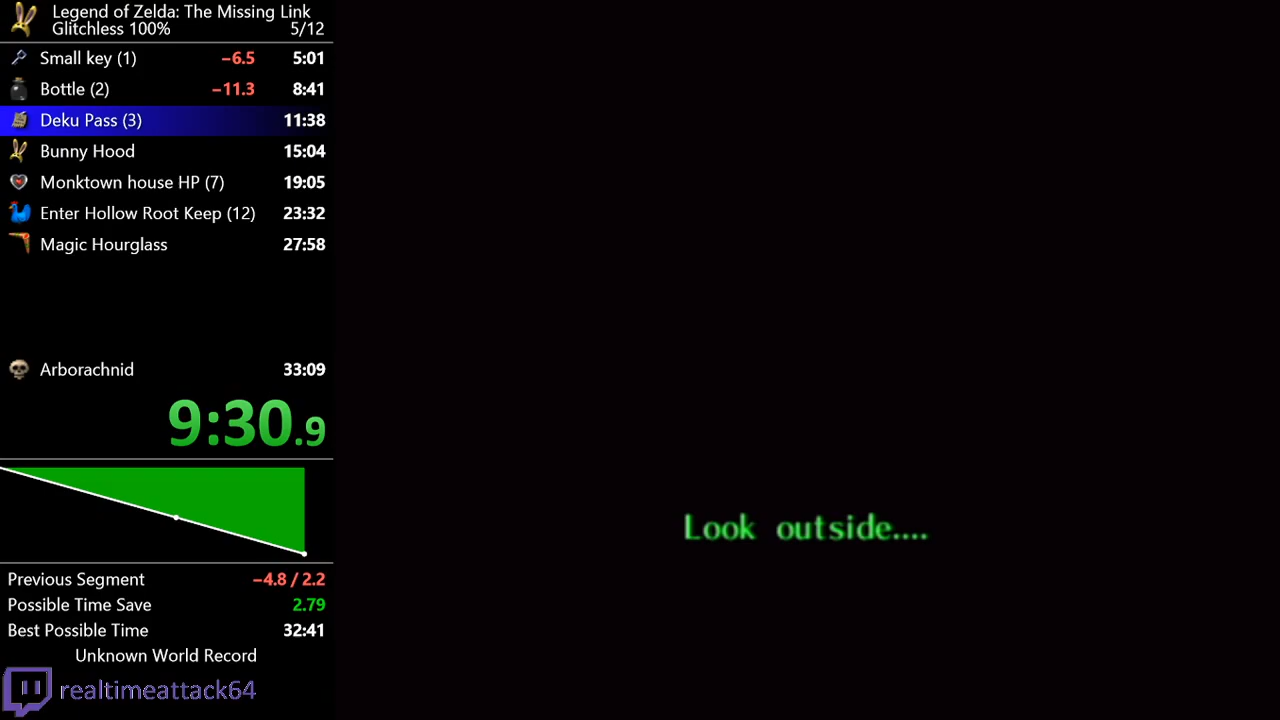 Legend of Zelda: The Missing Link
Glitchless 100% 5/12
Small key (1) −6.5 5:01
Bottle (2) −11.3 8:41
Deku Pass (3) 11:38
Bunny Hood 15:04
Monktown house HP (7) 19:05
Enter Hollow Root Keep (12) 23:32
Magic Hourglass 27:58
Arborachnid 33:09
9:30.9
Look outside....
Previous Segment −4.8 / 2.2
Possible Time Save 2.79
Best Possible Time 32:41
Unknown World Record
realtimeattack64